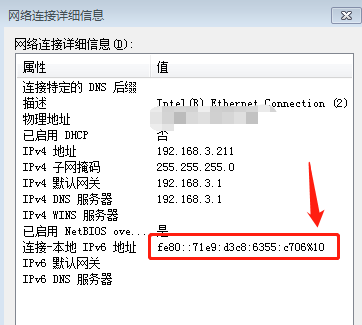 网络连接详细信息
网络连接详细信息(D):
属性 值
连接特定的 DNS 后缀
描述 Intel(R) Ethernet Connection (2)
物理地址
已启用 DHCP 否
IPv4 地址 192.168.3.211
IPv4 子网掩码 255.255.255.0
IPv4 默认网关 192.168.3.1
IPv4 DNS 服务器 192.168.3.1
IPv4 WINS 服务器
已启用 NetBIOS ove... 是
连接-本地 IPv6 地址 fe80::71e9:d3c8:6355:c706%10
IPv6 默认网关
IPv6 DNS 服务器